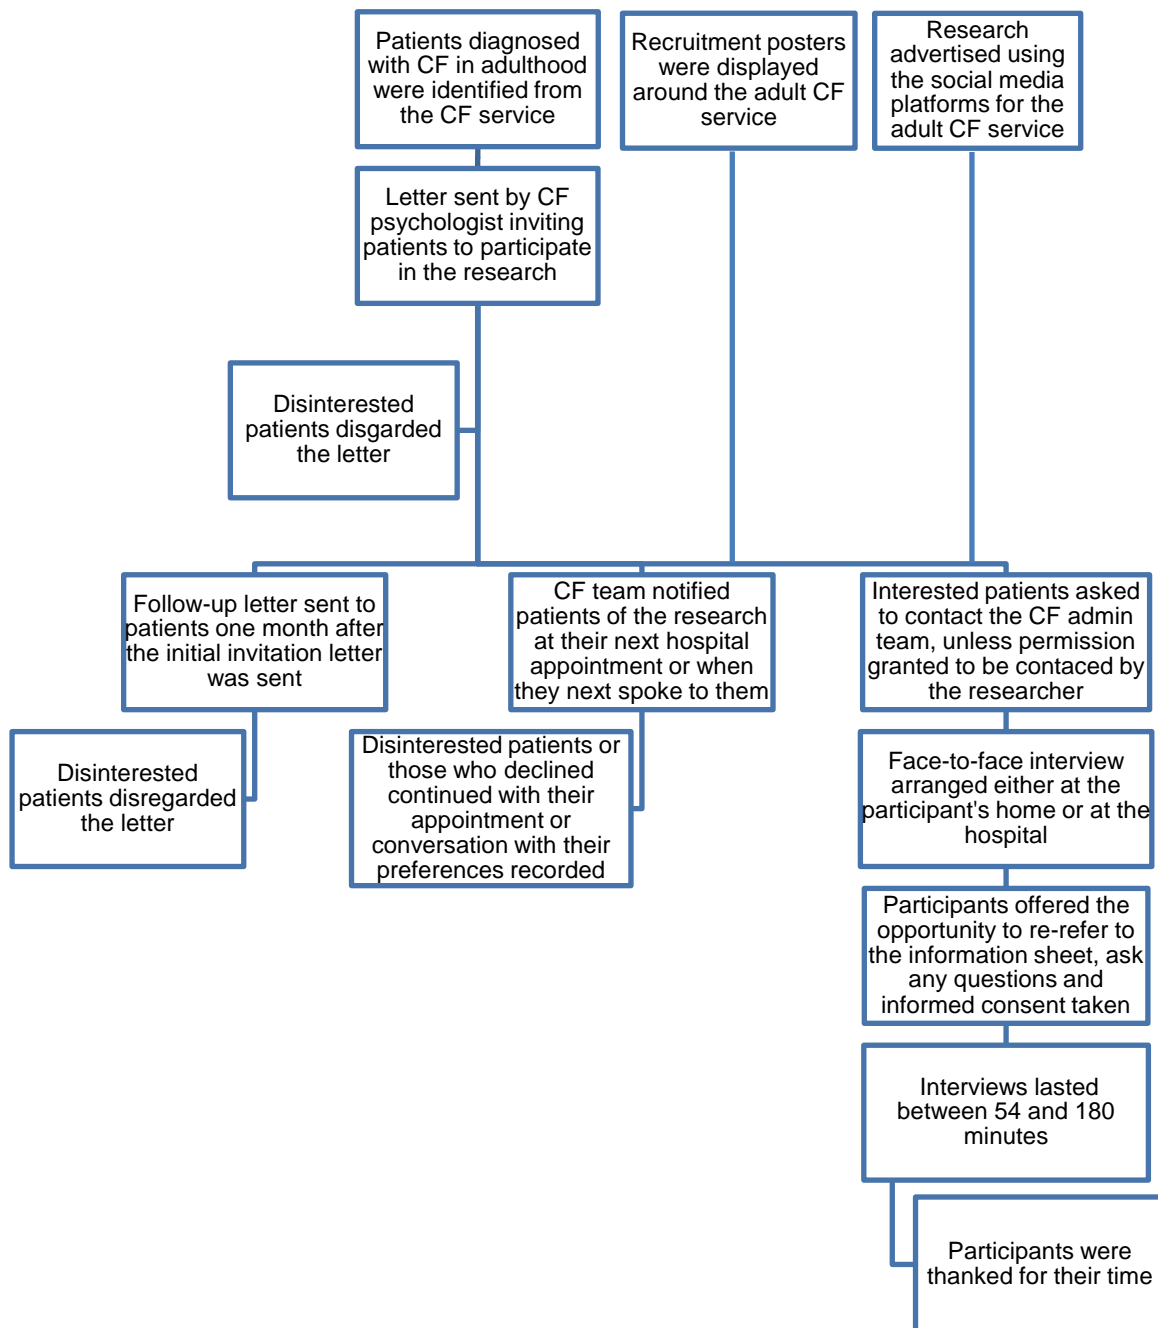 Patients diagnosed
with CF in adulthood
were identified from
the CF service
Recruitment posters
were displayed
around the adult CF
service
Research
advertised using
the social media
platforms for the
adult CF service
Letter sent by CF
psychologist inviting
patients to participate
in the research
Disinterested
patients disgarded
the letter
Follow-up letter sent to
patients one month after
the initial invitation letter
was sent
CF team notified
patients of the research
at their next hospital
appointment or when
they next spoke to them
Interested patients asked
to contact the CF admin
team, unless permission
granted to be contaced by
the researcher
Disinterested
patients disregarded
the letter
Disinterested patients or
those who declined
continued with their
appointment or
conversation with their
preferences recorded
Face-to-face interview
arranged either at the
participant's home or at the
hospital
Participants offered the
opportunity to re-refer to
the information sheet, ask
any questions and
informed consent taken
Interviews lasted
between 54 and 180
minutes
Participants were
thanked for their time